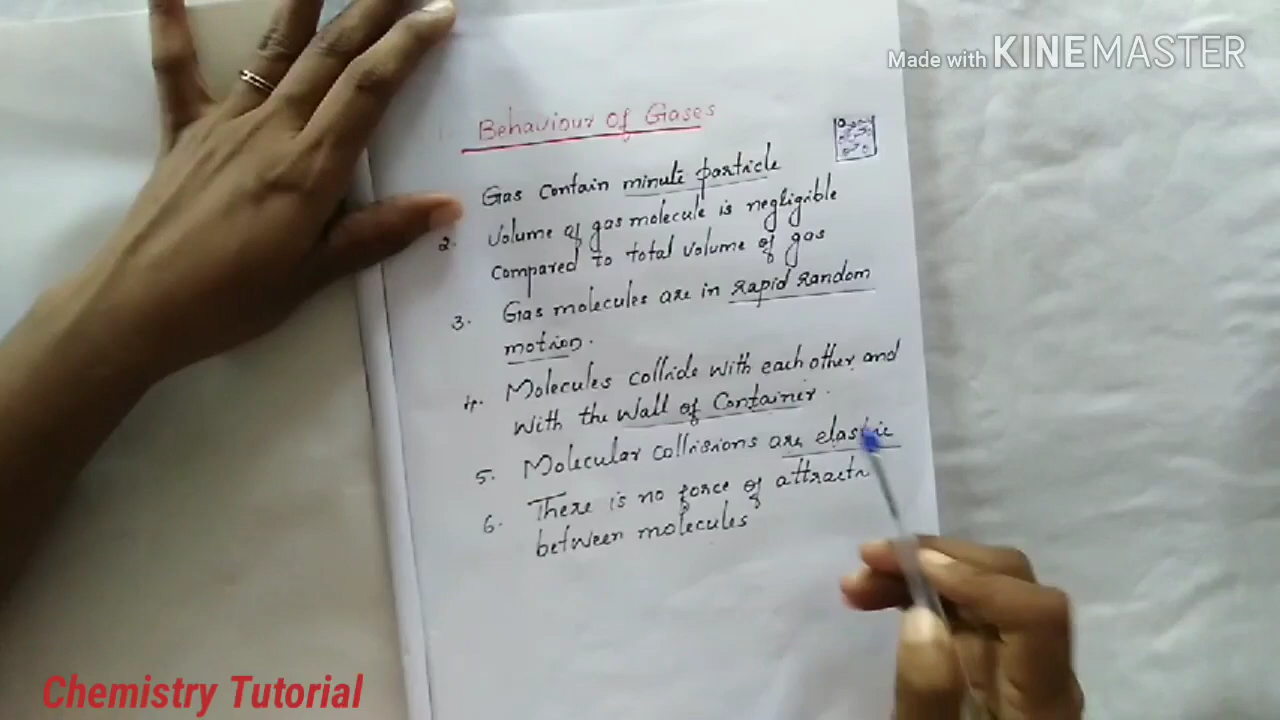 Made with KINEMASTER
Behaviour of Gases
Gas contain minute particle
2. Volume of gas molecule is negligible
compared to total volume of gas
3. Gas molecules are in rapid random
motion.
4. Molecules collide with each other and
with the wall of container.
5. Molecular collisions are elastic
6. There is no force of attractn
between molecules
Chemistry Tutorial